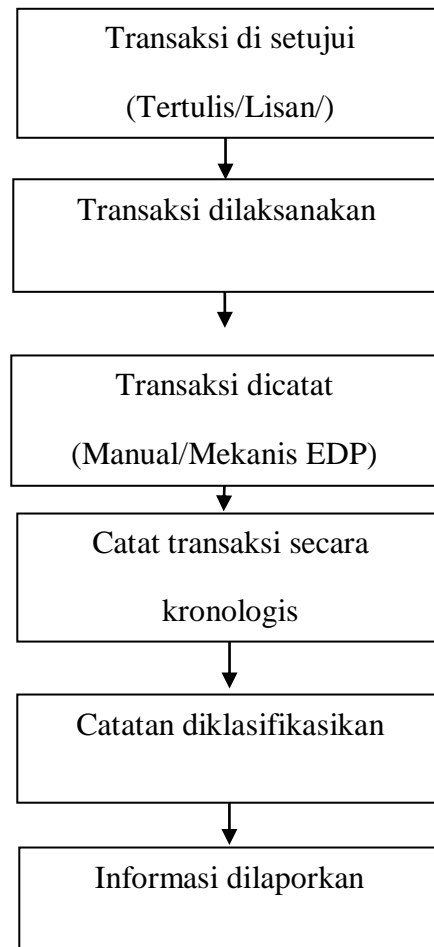 Transaksi di setujui
(Tertulis/Lisan/)
Transaksi dilaksanakan
Transaksi dicatat
(Manual/Mekanis EDP)
Catat transaksi secara
kronologis
Catatan diklasifikasikan
Informasi dilaporkan